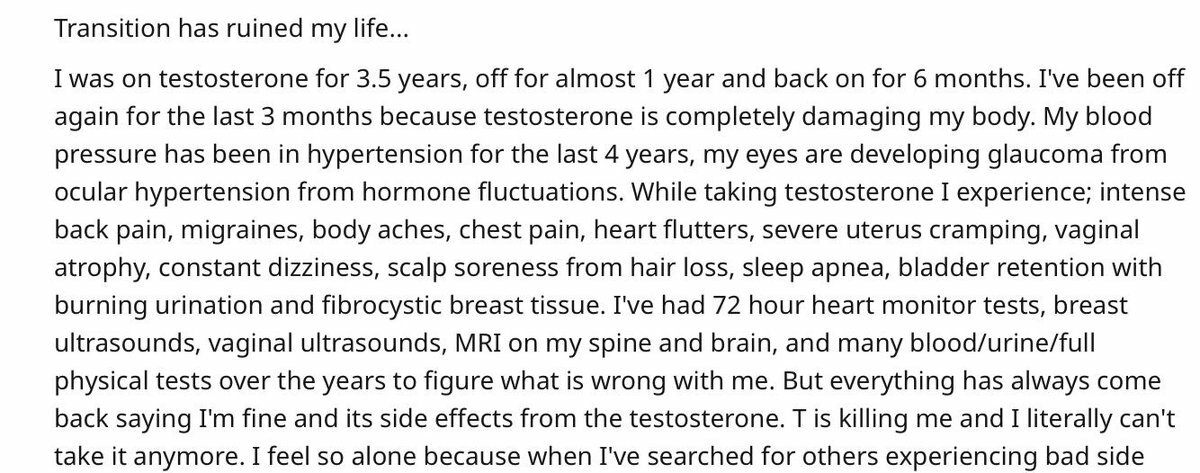 Transition has ruined my life...
I was on testosterone for 3.5 years, off for almost 1 year and back on for 6 months. I've been off
again for the last 3 months because testosterone is completely damaging my body. My blood
pressure has been in hypertension for the last 4 years, my eyes are developing glaucoma from
ocular hypertension from hormone fluctuations. While taking testosterone I experience; intense
back pain, migraines, body aches, chest pain, heart flutters, severe uterus cramping, vaginal
atrophy, constant dizziness, scalp soreness from hair loss, sleep apnea, bladder retention with
burning urination and fibrocystic breast tissue. I've had 72 hour heart monitor tests, breast
ultrasounds, vaginal ultrasounds, MRI on my spine and brain, and many blood/urine/full
physical tests over the years to figure what is wrong with me. But everything has always come
back saying I'm fine and its side effects from the testosterone. T is killing me and I literally can't
take it anymore. I feel so alone because when I've searched for others experiencing bad side